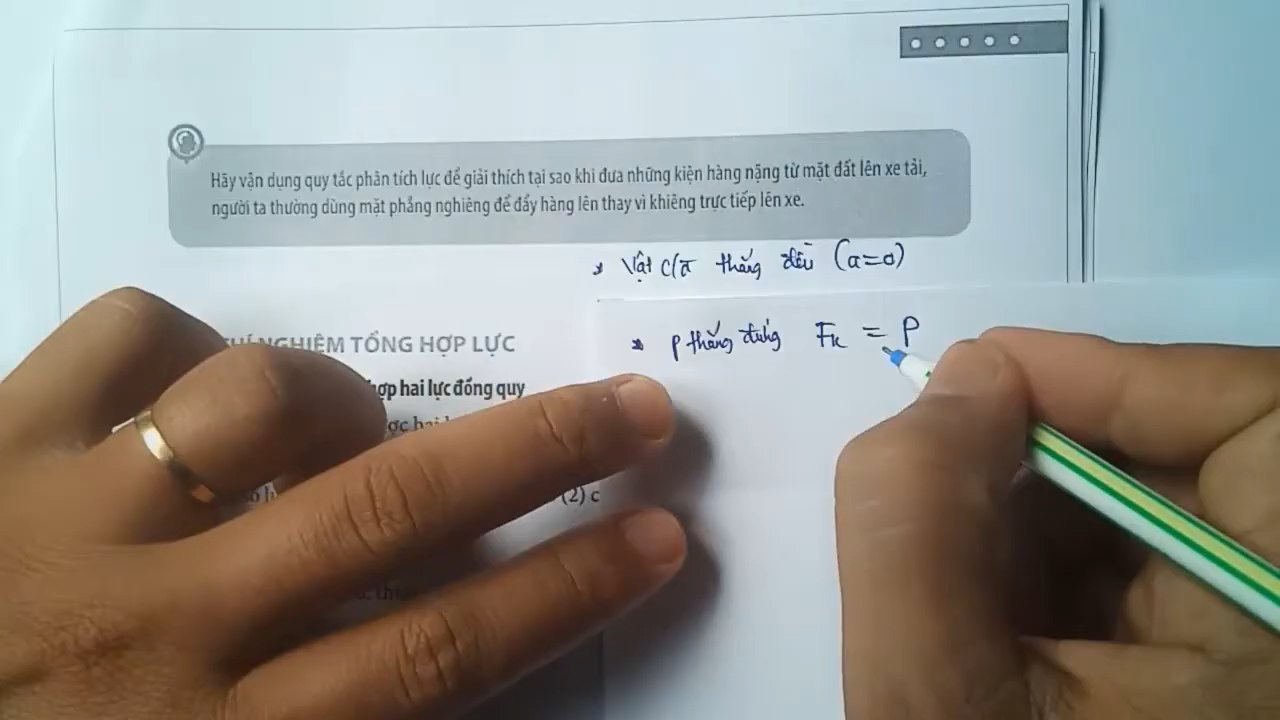 Hãy vận dụng quy tắc phân tích lực để giải thích tại sao khi đưa những kiện hàng nặng từ mặt đất lên xe tải,
người ta thường dùng mặt phẳng nghiêng để đẩy hàng lên thay vì khiêng trực tiếp lên xe.
* Vật c/đ thẳng đều (a=0)
* P thẳng đứng Fk = P
NGHIỆM TỔNG HỢP LỰC
hợp hai lực đồng quy
(2) c